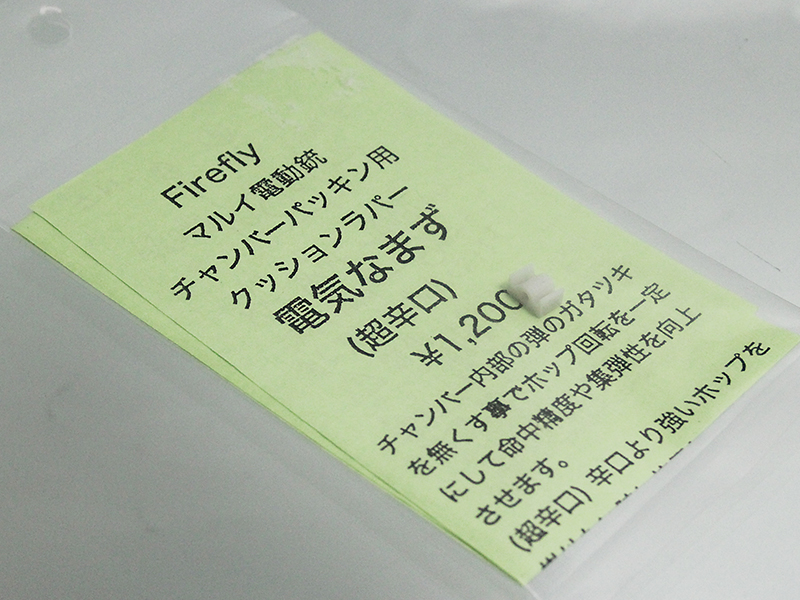 Firefly
マルイ電動銃
チャンバーパッキン用
クッションラバー
電気なまず
(超辛口)
¥1,200
チャンバー内部の弾のガタツキ
を無くす事でホップ回転を一定
にして命中精度や集弾性を向上
させます。
(超辛口) 辛口より強いホップを